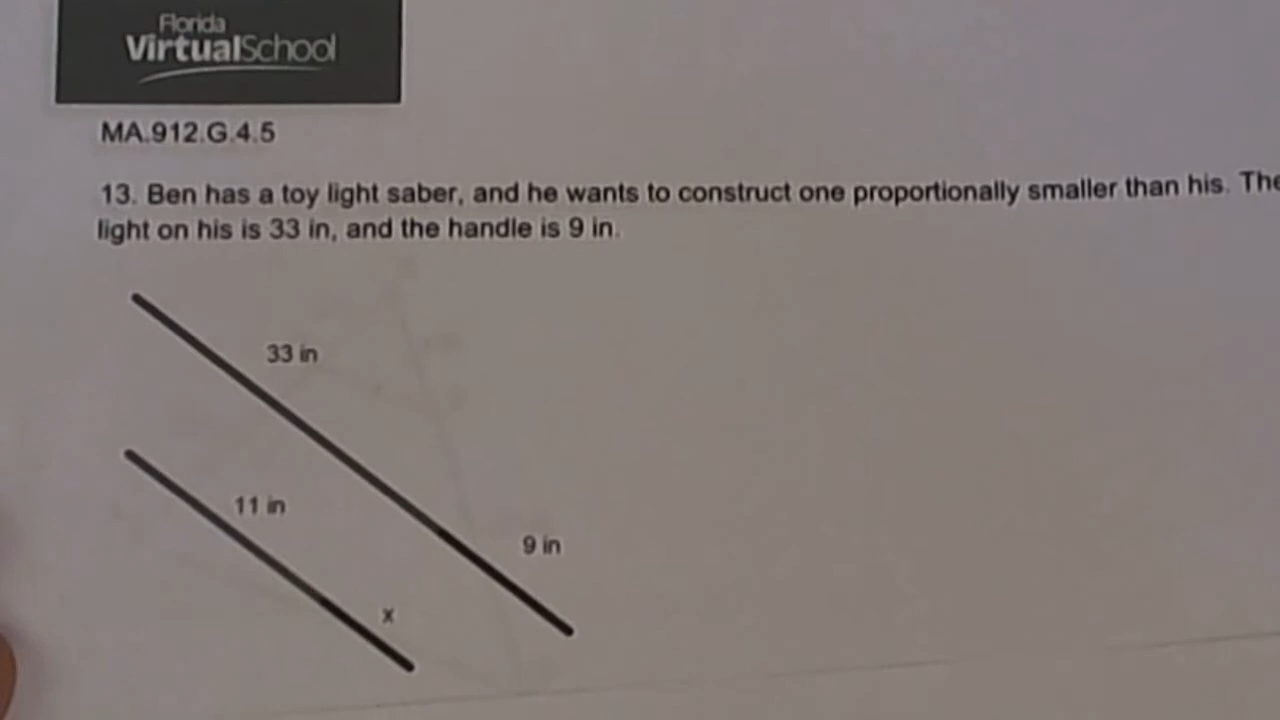 Florida
VirtualSchool
MA.912.G.4.5
13. Ben has a toy light saber, and he wants to construct one proportionally smaller than his. The
light on his is 33 in, and the handle is 9 in.
33 in
11 in
9 in
x